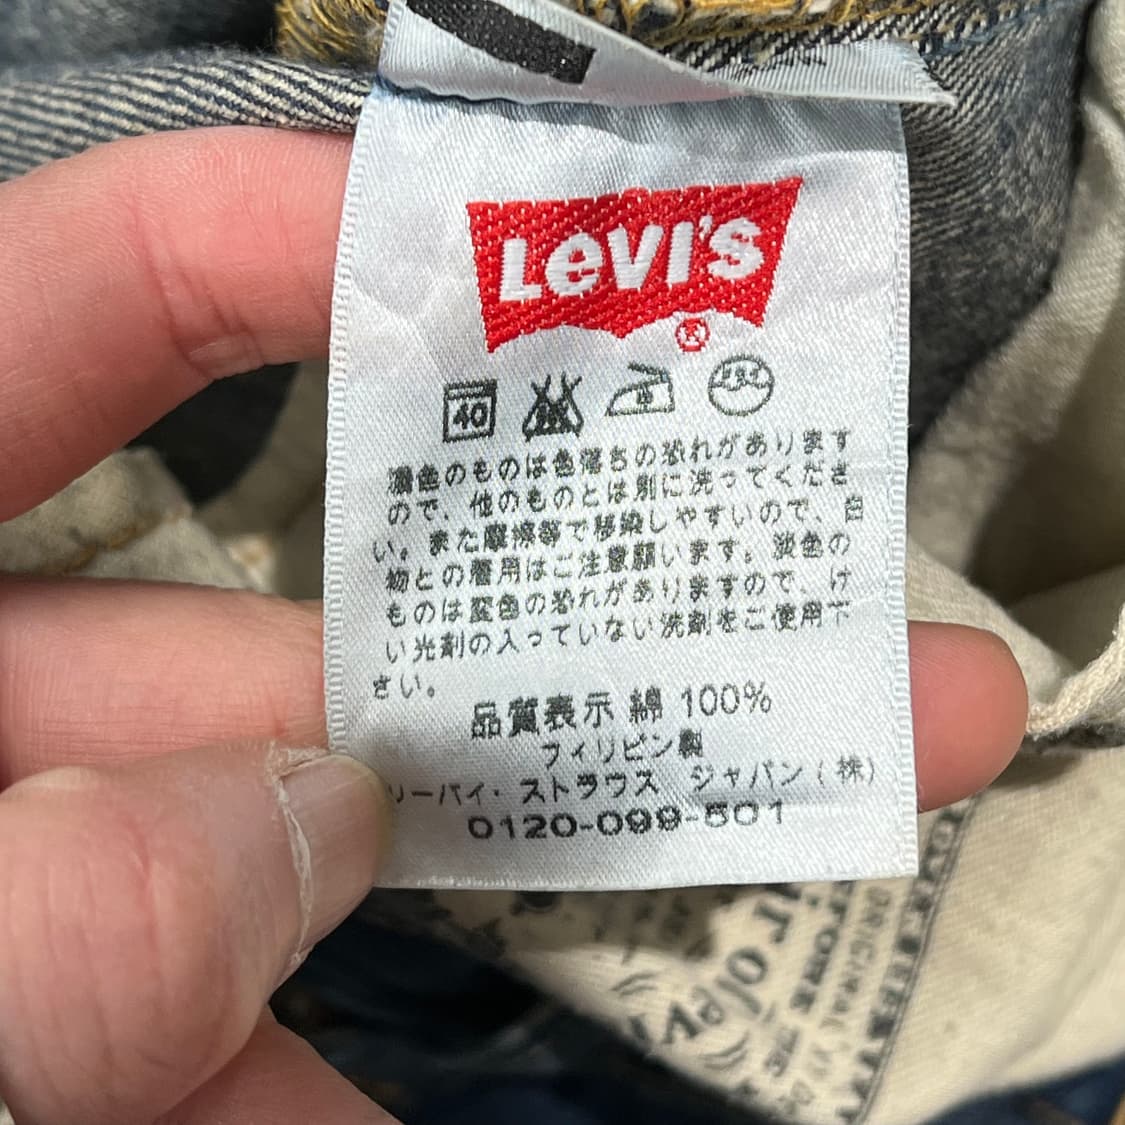 LEVI'S
®
40
濃色のものは色落ちの恐れがあります
ので、他のものとは別に洗ってくださ
い。また摩擦等で移染しやすいので、白
物との着用はご注意願います。淡色の
ものは変色の恐れがありますので、け
い光剤の入っていない洗剤をご使用下
さい。
品質表示 綿 100%
フィリピン製
リーバイ・ストラウス ジャパン(株)
0120-099-501
ORIGINAL